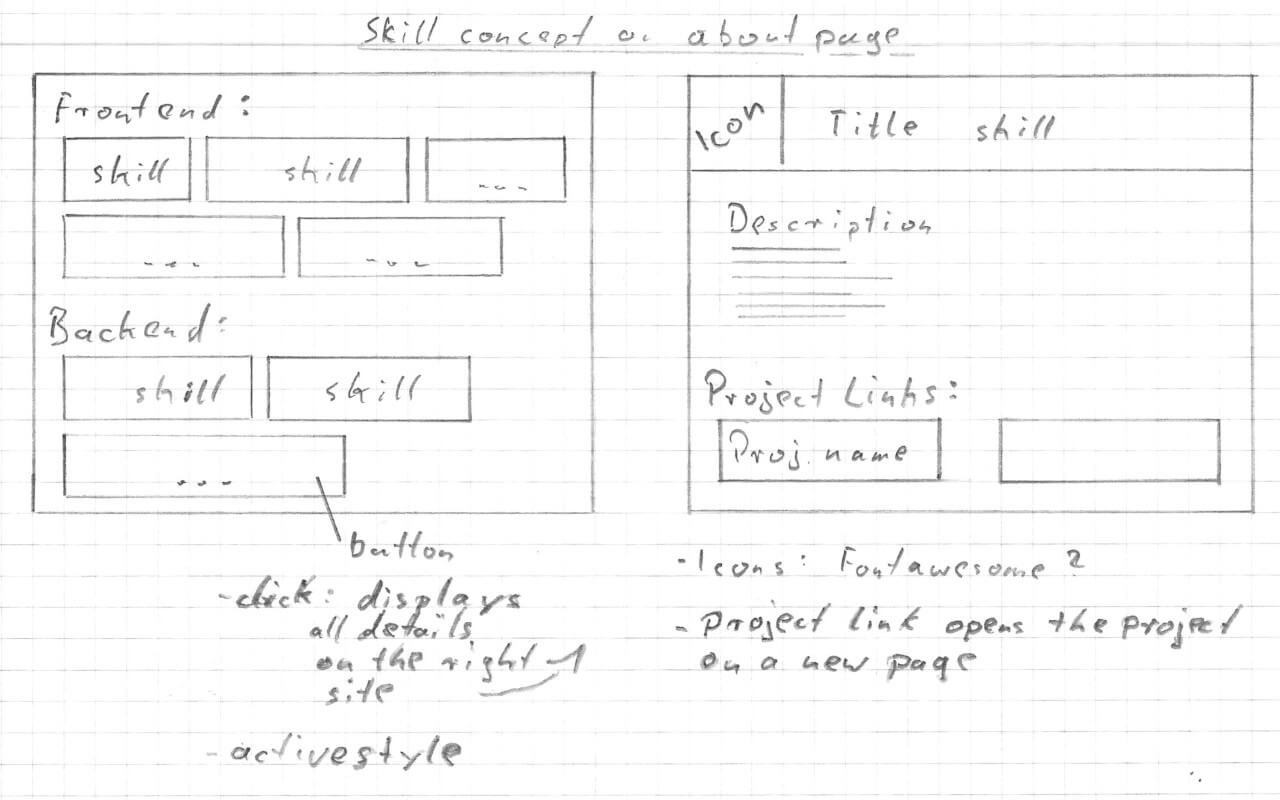 Skill concept on about page
Frontend:
skill
skill
...
...
...
Backend:
skill
skill
...
button
-click: displays
all details
on the right
site
- activestyle
Icon
Title skill
Description
Project Links:
Proj. name
- Icons: Fontawesome?
- project link opens the project
on a new page